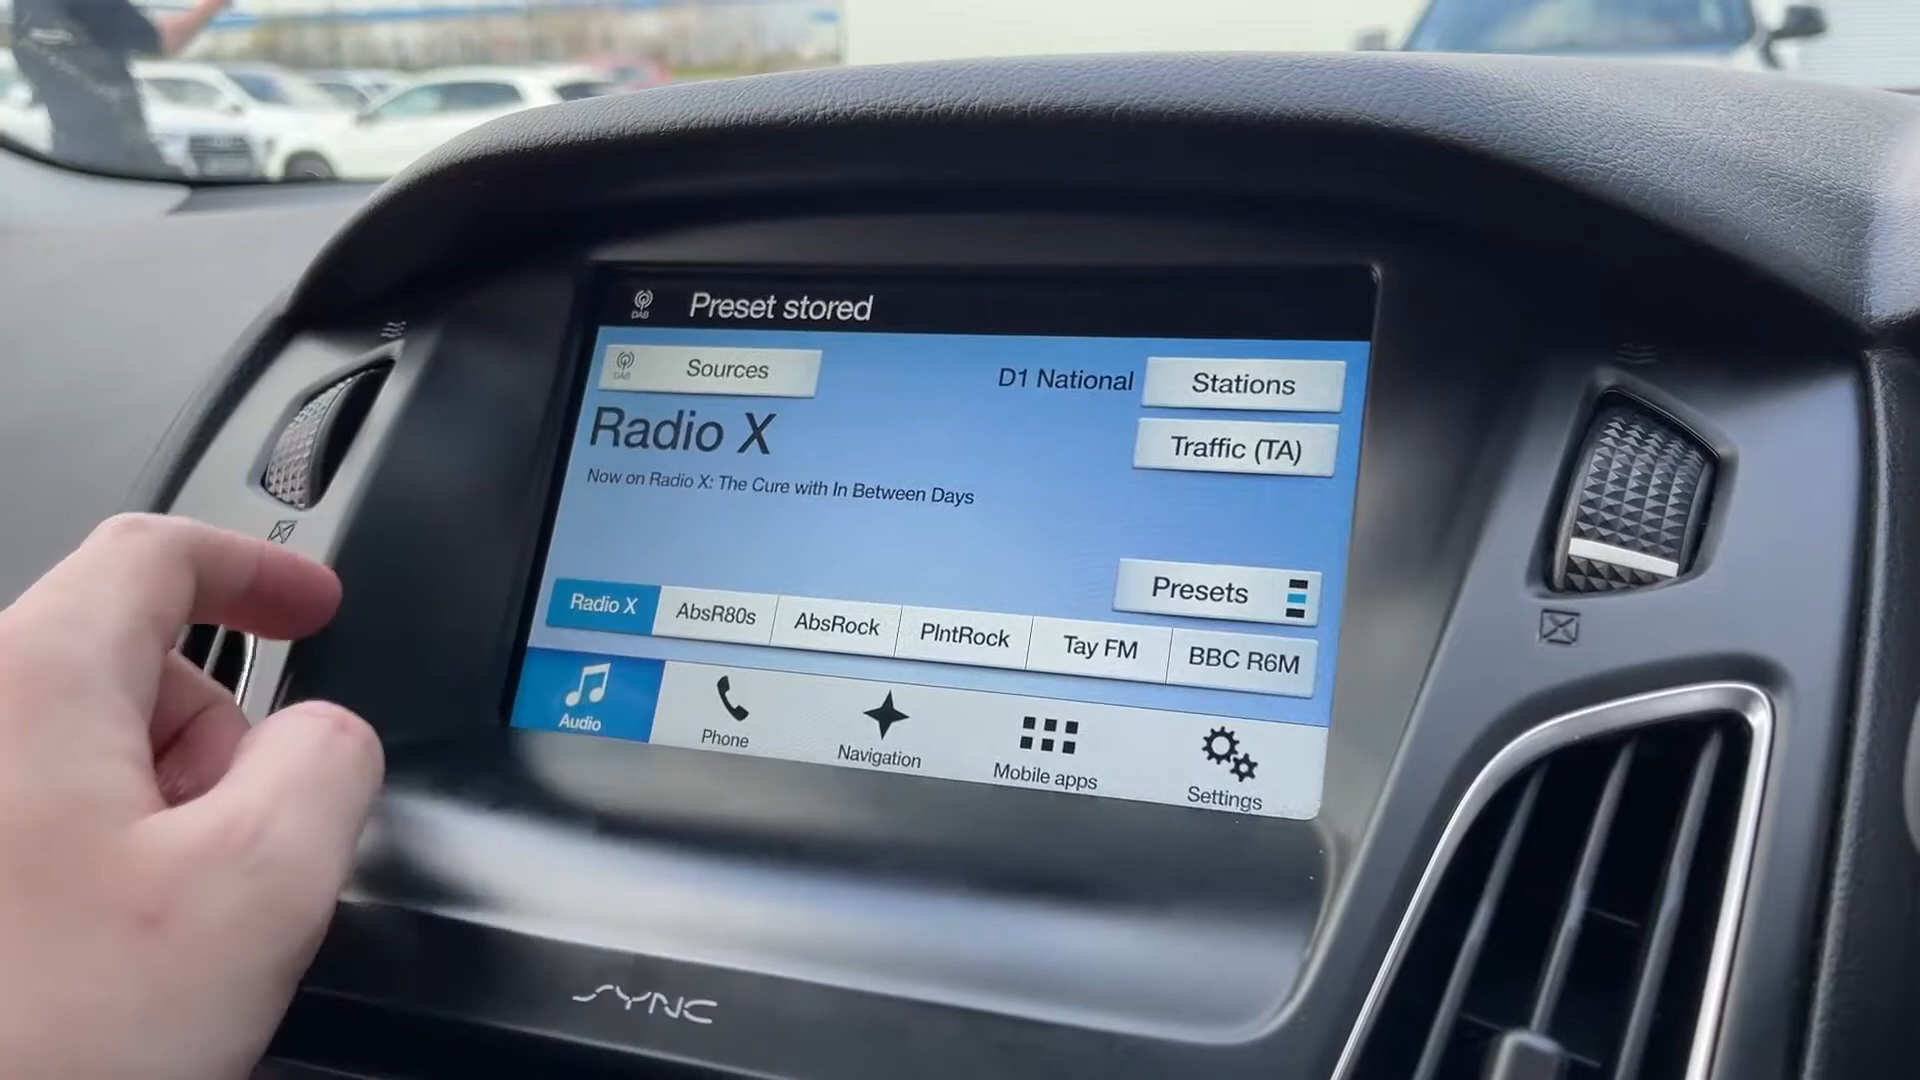 DAB
Preset stored
DAB
Sources
D1 National
Stations
Radio X
Traffic (TA)
Now on Radio X: The Cure with In Between Days
Presets
Radio X
AbsR80s
AbsRock
PlntRock
Tay FM
BBC R6M
Audio
Phone
Navigation
Mobile apps
Settings
SYNC